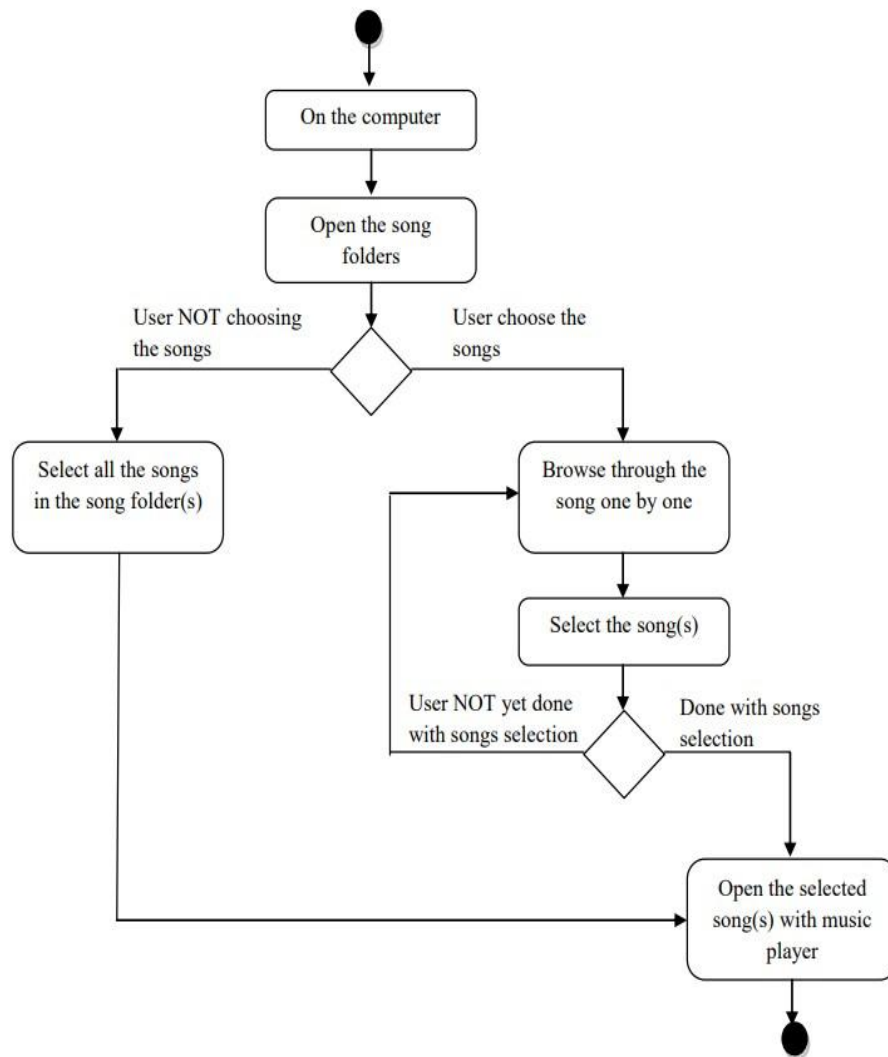 On the computer
Open the song
folders
User NOT choosing
the songs
User choose the
songs
Select all the songs
in the song folder(s)
Browse through the
song one by one
Select the song(s)
User NOT yet done
with songs selection
Done with songs
selection
Open the selected
song(s) with music
player